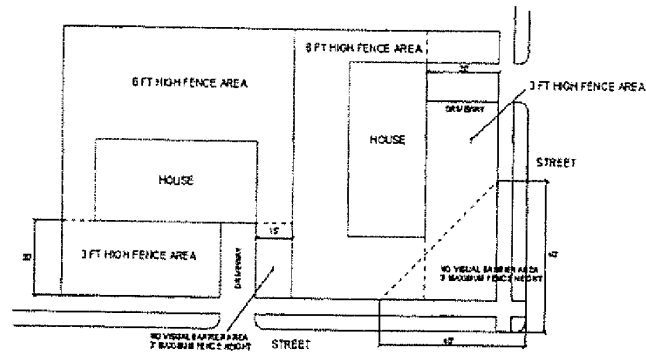 6 FT HIGH FENCE AREA
6 FT HIGH FENCE AREA
3 FT HIGH FENCE AREA
DRIVEWAY
HOUSE
HOUSE
STREET
15'
3 FT HIGH FENCE AREA
DRIVEWAY
NO VISUAL BARRIER AREA
3' MAXIMUM FENCE HEIGHT
NO VISUAL BARRIER AREA
3' MAXIMUM FENCE HEIGHT
STREET